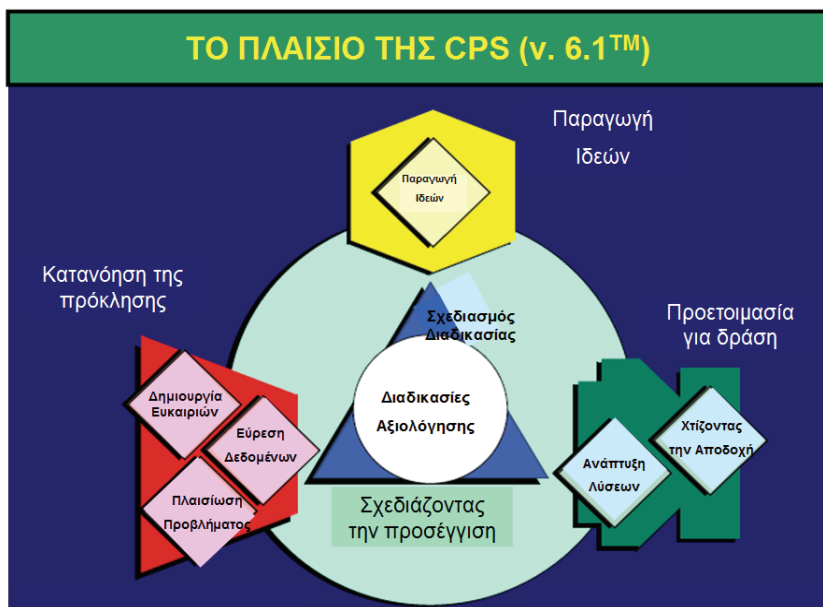 ΤΟ ΠΛΑΙΣΙΟ ΤΗΣ CPS (v. 6.1™)
Παραγωγή
Ιδεών
Παραγωγή
Ιδεών
Κατανόηση της
πρόκλησης
Σχεδιασμός
Διαδικασίας
Προετοιμασία
για δράση
Δημιουργία
Ευκαιριών
Εύρεση
Δεδομένων
Πλαισίωση
Προβλήματος
Διαδικασίες
Αξιολόγησης
Χτίζοντας
την Αποδοχή
Ανάπτυξη
Λύσεων
Σχεδιάζοντας
την προσέγγιση